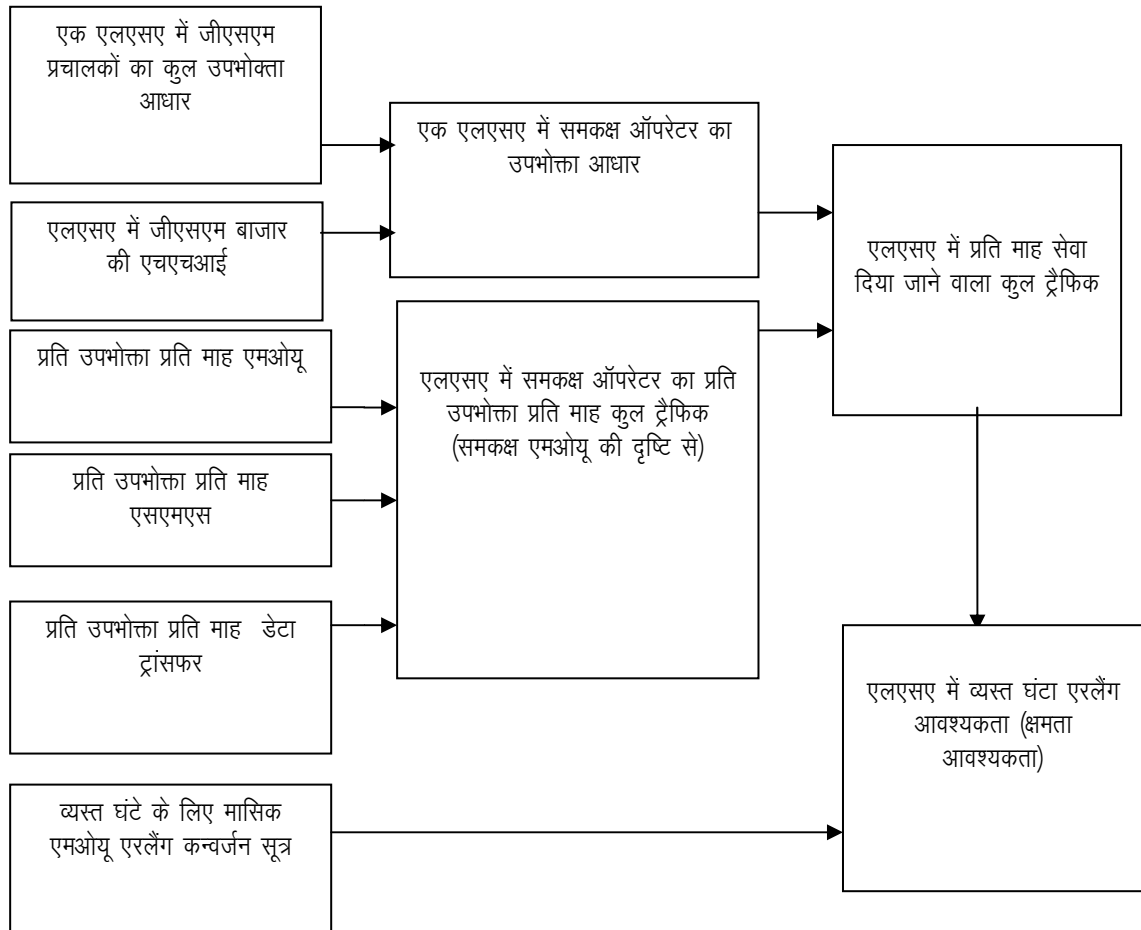 एक एलएसए में जीएसएम
प्रचालकों का कुल उपभोक्ता
आधार
एलएसए में जीएसएम बाजार
की एचएचआई
प्रति उपभोक्ता प्रति माह एमओयू
प्रति उपभोक्ता प्रति माह
एसएमएस
प्रति उपभोक्ता प्रति माह डेटा
ट्रांसफर
व्यस्त घंटे के लिए मासिक
एमओयू एरलैंग कन्वर्जन सूत्र
एक एलएसए में समकक्ष ऑपरेटर का
उपभोक्ता आधार
एलएसए में समकक्ष ऑपरेटर का प्रति
उपभोक्ता प्रति माह कुल ट्रैफिक
(समकक्ष एमओयू की दृष्टि से)
एलएसए में प्रति माह सेवा
दिया जाने वाला कुल ट्रैफिक
एलएसए में व्यस्त घंटा एरलैंग
आवश्यकता (क्षमता
आवश्यकता)